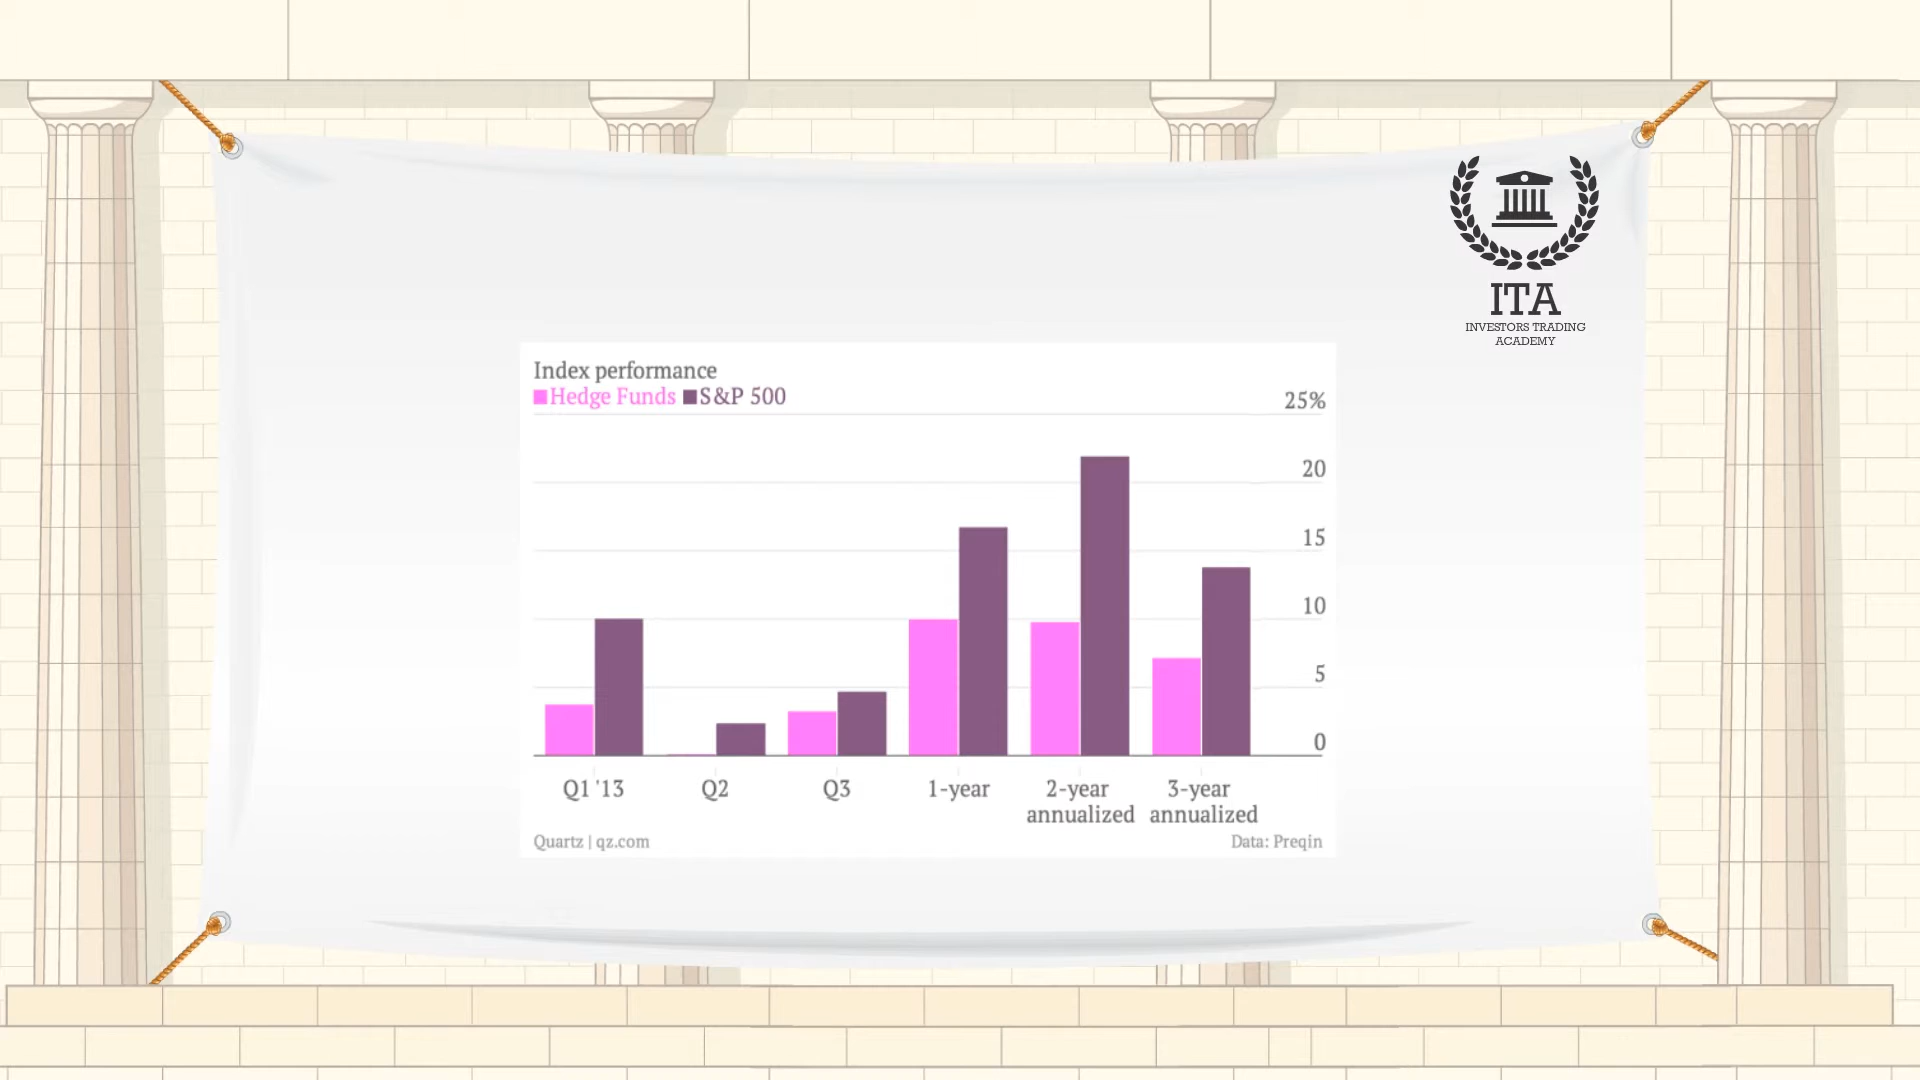 ITA
INVESTORS TRADING
ACADEMY
Index performance
Hedge Funds S&P 500
25%
20
15
10
5
0
Q1 '13 Q2 Q3 1-year 2-year annualized 3-year annualized
Quartz | qz.com Data: Preqin